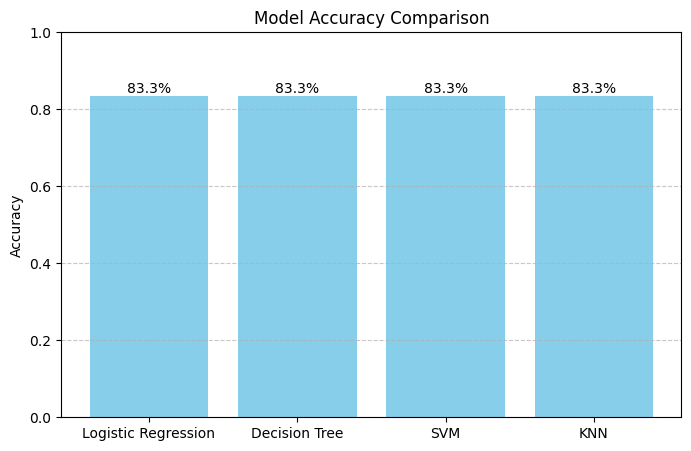 Model Accuracy Comparison
1.0
0.8
0.6
0.4
0.2
0.0
Accuracy
83.3%
83.3%
83.3%
83.3%
Logistic Regression
Decision Tree
SVM
KNN